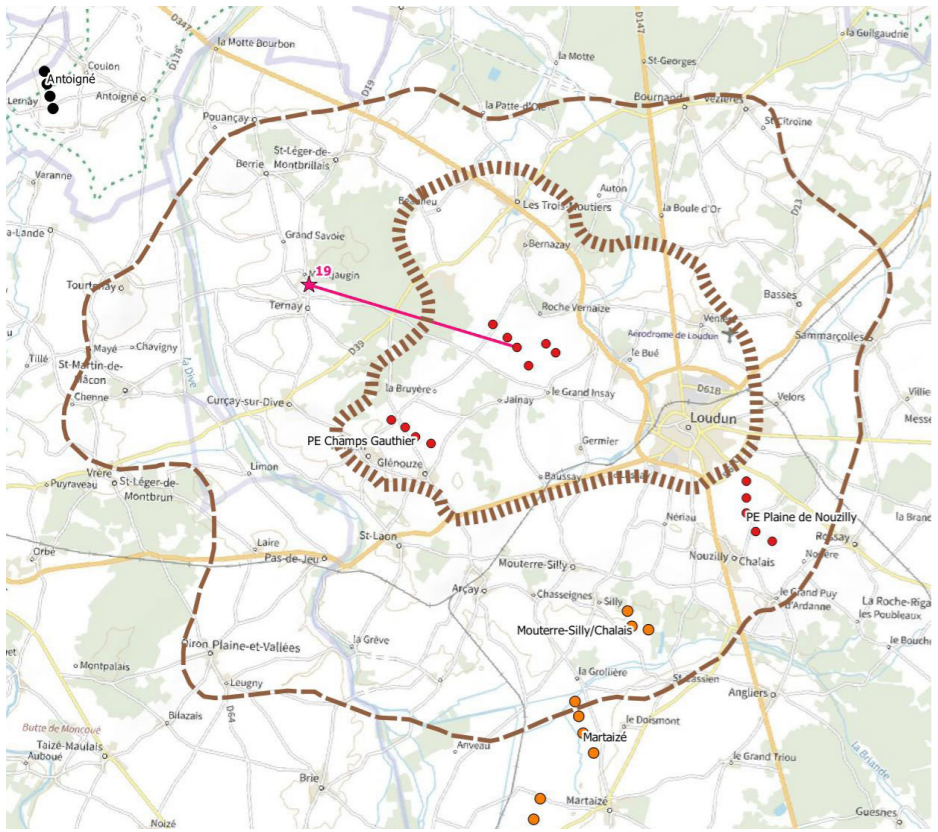 D347
D147
la Guilgaudrie
la Motte Bourbon
D178
la Motte
Coulon
St-Georges
Antoigné
D19
Lernay
Antoigné
la Patte-d'Oie
Bournand
Vézières
Pouançay
St-Citroine
St-Léger-de-
Montbrillais
Berrie
Varanne
Auton
Beaulieu
Les Trois-Moutiers
la Boule d'Or
D13
la-Lande
Grand Savoie
Bernazay
19
Tourtenay
Ternay
Roche Vernaize
Basses
Aérodrome de Loudun
Sammarçolles
D39
la Dive
Tillé
Mayé
Chavigny
le Bué
St-Martin-de-
Mâcon
la Bruyère
D61B
Chenne
Curçay-sur-Dive
Jalnay
le Grand Insay
Velors
Ville
Loudun
Messe
PE Champs Gauthier
Germier
Glénouze
Limon
Baussay
Vrère
Puyraveau
St-Léger-de-
Montbrun
PE Plaine de Nouzilly
la Branc
Nériau
St-Laon
Rossay
Orbé
Laire
Pas-de-Jeu
Nouzilly
Chalais
Mouterre-Silly
Arçay
Chasseignes
Silly
le Grand Puy
d'Ardanne
La Roche-Riga
les Poubleaux
Mouterre-Silly/Chalais
la Grève
le Bouche
Oiron Plaine-et-Vallées
Montpalais
la Grollière
St-Cassien
Leugny
Angliers
D64
Bilazais
le Doismont
Butte de Moncoué
Martaizé
Taizé-Maulais
Anveau
Auboué
le Grand Triou
la Briande
Brie
Martaizé
Guesnes
Noizé